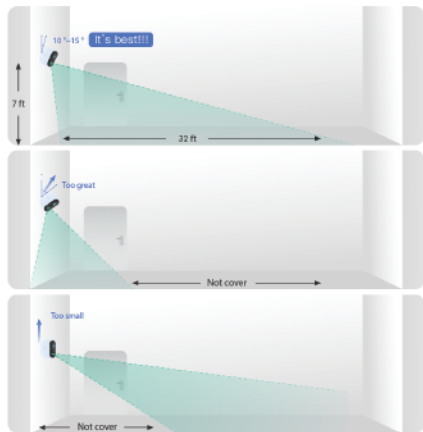 10 °–15 ° It's best!!!
7 ft
32 ft
Too great
Not cover
Too small
Not cover